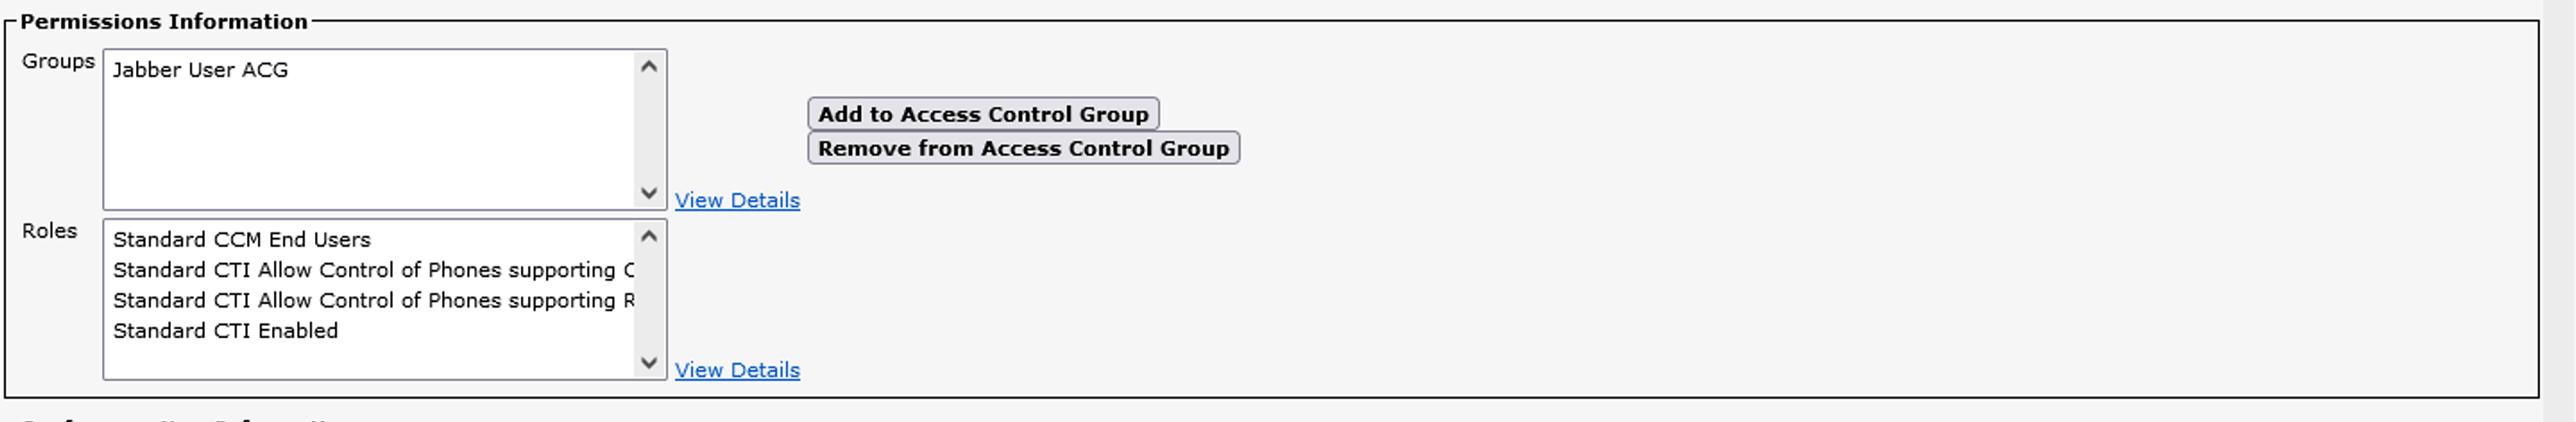 Permissions Information
Groups
Jabber User ACG
Add to Access Control Group
Remove from Access Control Group
View Details
Roles
Standard CCM End Users
Standard CTI Allow Control of Phones supporting C
Standard CTI Allow Control of Phones supporting R
Standard CTI Enabled
View Details